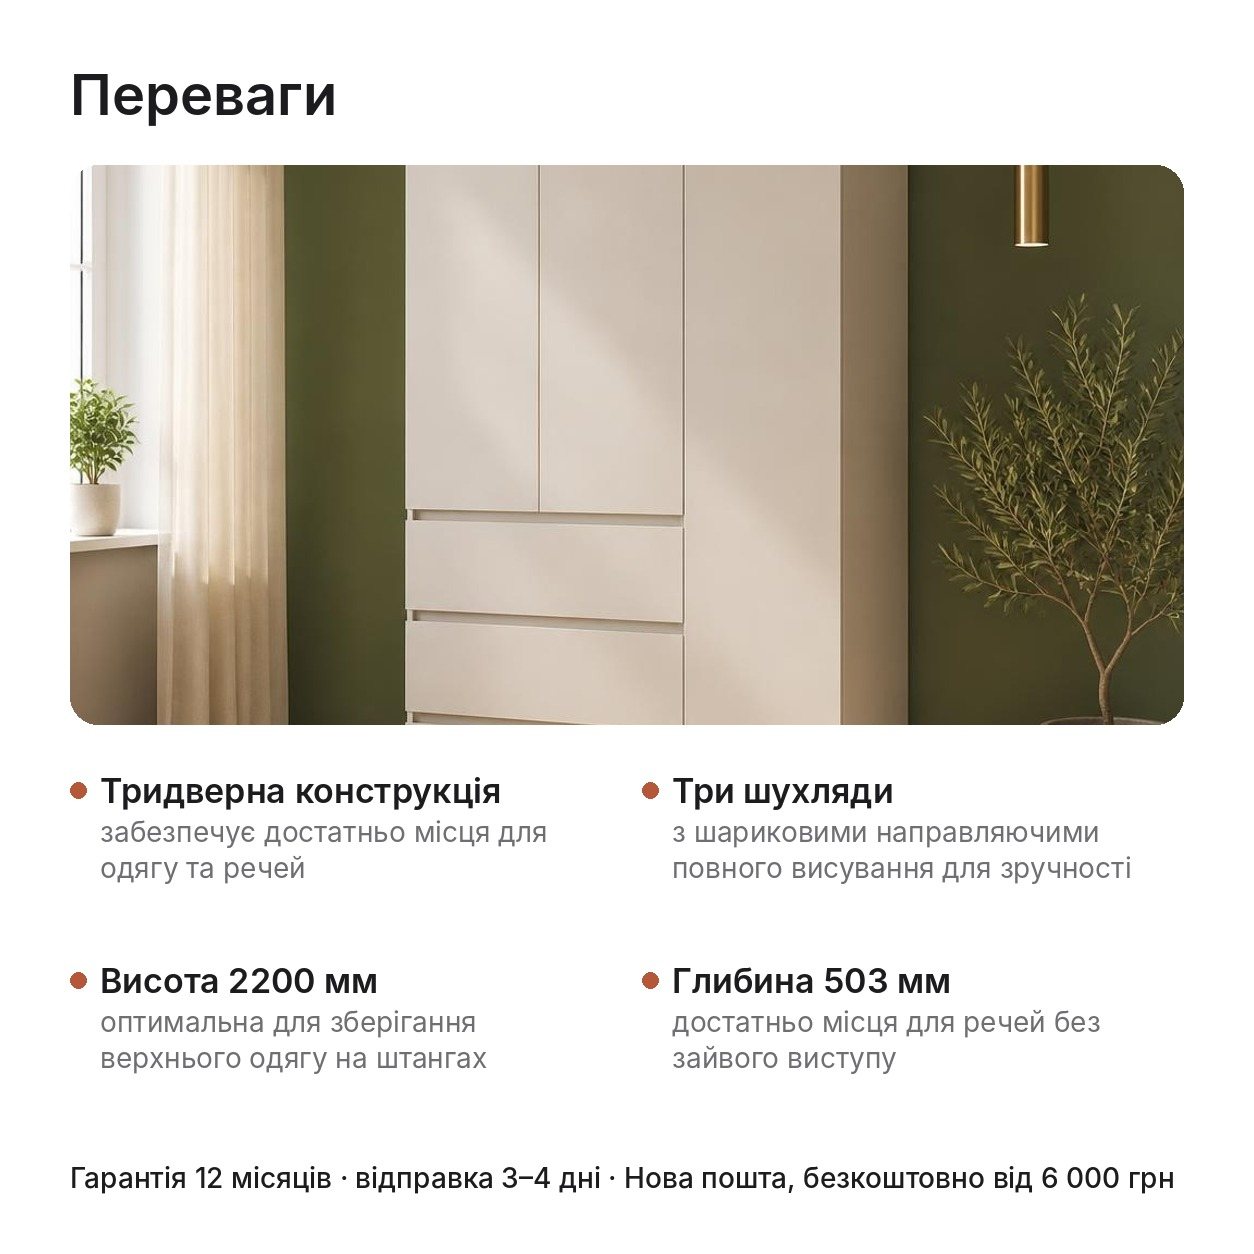 Переваги
Тридверна конструкція
забезпечує достатньо місця для
одягу та речей
Три шухляди
з шариковими направляючими
повного висування для зручності
Висота 2200 мм
оптимальна для зберігання
верхнього одягу на штангах
Глибина 503 мм
достатньо місця для речей без
зайвого виступу
Гарантія 12 місяців · відправка 3–4 дні · Нова пошта, безкоштовно від 6 000 грн